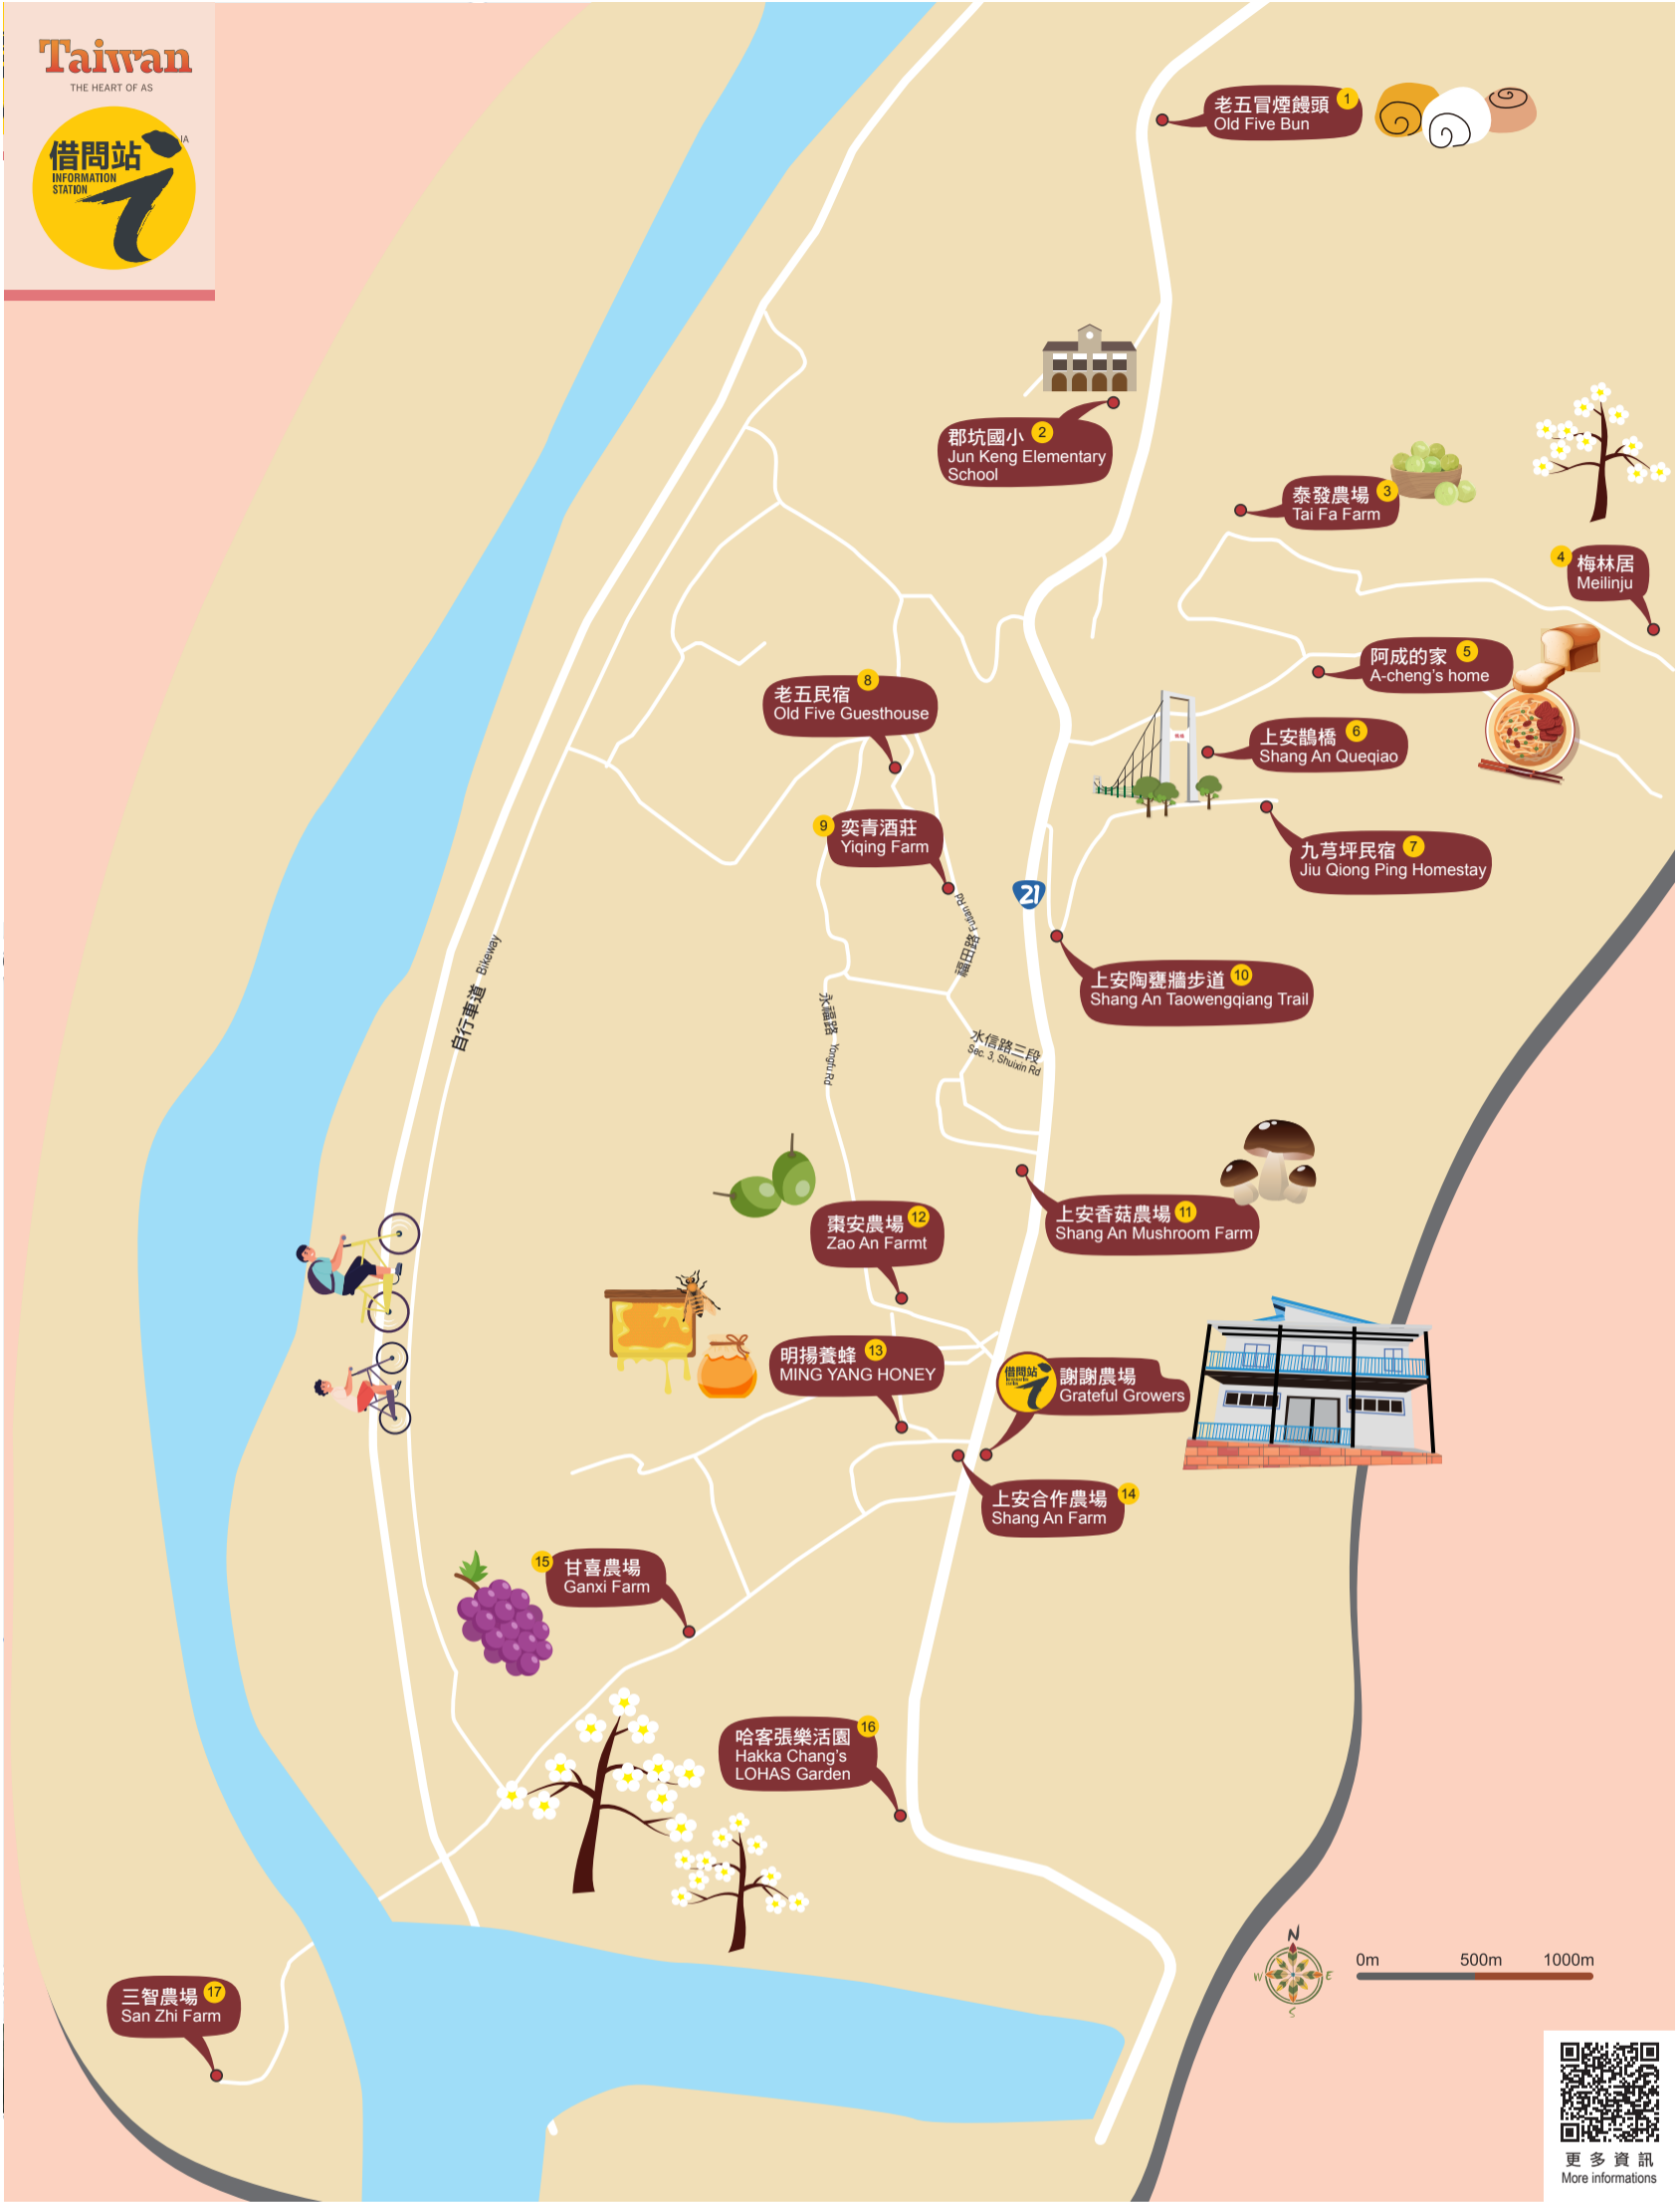 Taiwan
THE HEART OF AS
IA
借問站
INFORMATION
STATION
老五冒煙饅頭 1
Old Five Bun
郡坑國小 2
Jun Keng Elementary
School
泰發農場 3
Tai Fa Farm
4 梅林居
Meilinju
阿成的家 5
A-cheng's home
上安鵲橋 6
Shang An Queqiao
九芎坪民宿 7
Jiu Qiong Ping Homestay
老五民宿 8
Old Five Guesthouse
9 奕青酒莊
Yiqing Farm
21
福田路 Futian Rd
自行車道 Bikeway
上安陶甕牆步道 10
Shang An Taowengqiang Trail
永福路 Yongfu Rd
水信路三段
Sec. 3, Shuixin Rd
上安香菇農場 11
Shang An Mushroom Farm
棗安農場 12
Zao An Farmt
明揚養蜂 13
MING YANG HONEY
借問站
謝謝農場
Grateful Growers
上安合作農場 14
Shang An Farm
15 甘喜農場
Ganxi Farm
哈客張樂活園 16
Hakka Chang's
LOHAS Garden
三智農場 17
San Zhi Farm
N
W
E
S
0m 500m 1000m
更多資訊
More informations